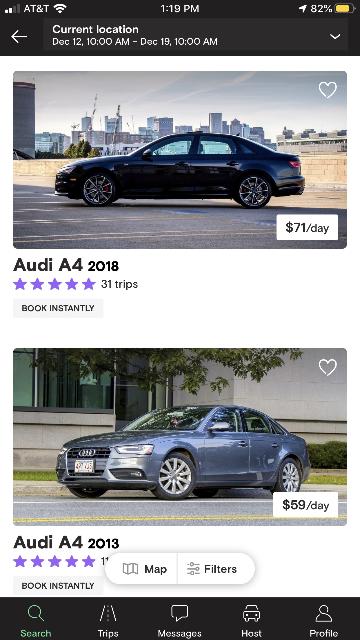 AT&T 1:19 PM 82%
Current location
Dec 12, 10:00 AM – Dec 19, 10:00 AM
$71/day
Audi A4 2018
31 trips
BOOK INSTANTLY
$59/day
Audi A4 2013
Map Filters
BOOK INSTANTLY
Search Trips Messages Host Profile